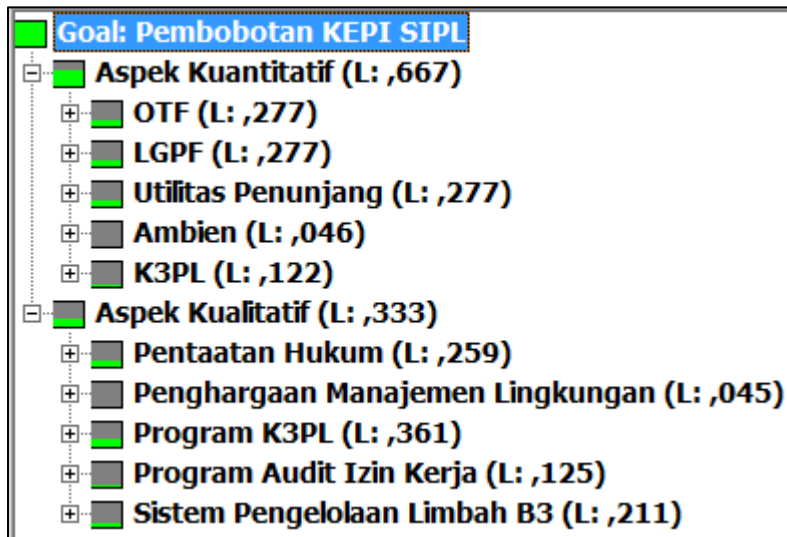 Goal: Pembobotan KEPI SIPL
Aspek Kuantitatif (L: ,667)
OTF (L: ,277)
LGPF (L: ,277)
Utilitas Penunjang (L: ,277)
Ambien (L: ,046)
K3PL (L: ,122)
Aspek Kualitatif (L: ,333)
Pentaatan Hukum (L: ,259)
Penghargaan Manajemen Lingkungan (L: ,045)
Program K3PL (L: ,361)
Program Audit Izin Kerja (L: ,125)
Sistem Pengelolaan Limbah B3 (L: ,211)